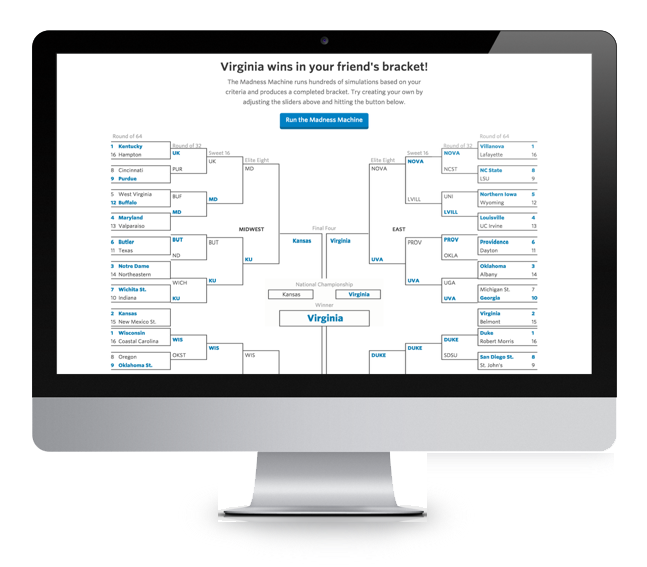 Virginia wins in your friend's bracket!
The Madness Machine runs hundreds of simulations based on your
criteria and produces a completed bracket. Try creating your own by
adjusting the sliders above and hitting the button below.
Run the Madness Machine
Round of 64
Round of 32
Sweet 16
Elite Eight
1 Kentucky
16 Hampton
8 Cincinnati
9 Purdue
5 West Virginia
12 Buffalo
4 Maryland
13 Valparaiso
6 Butler
11 Texas
3 Notre Dame
14 Northeastern
7 Wichita St.
10 Indiana
2 Kansas
15 New Mexico St.
1 Wisconsin
16 Coastal Carolina
8 Oregon
9 Oklahoma St.
UK
PUR
BUF
MD
BUT
ND
WICH
KU
WIS
OKST
UK
MD
BUT
KU
WIS
MD
KU
WIS
MIDWEST
Final Four
Kansas
Virginia
National Championship
Kansas
Virginia
Winner
Virginia
EAST
Elite Eight
Sweet 16
Round of 32
Round of 64
NOVA
UVA
DUKE
NOVA
LVILL
PROV
UVA
DUKE
NOVA
NCST
UNI
LVILL
PROV
OKLA
UGA
UVA
DUKE
SDSU
Villanova 1
Lafayette 16
NC State 8
LSU 9
Northern Iowa 5
Wyoming 12
Louisville 4
UC Irvine 13
Providence 6
Dayton 11
Oklahoma 3
Albany 14
Michigan St. 7
Georgia 10
Virginia 2
Belmont 15
Duke 1
Robert Morris 16
San Diego St. 8
St. John's 9